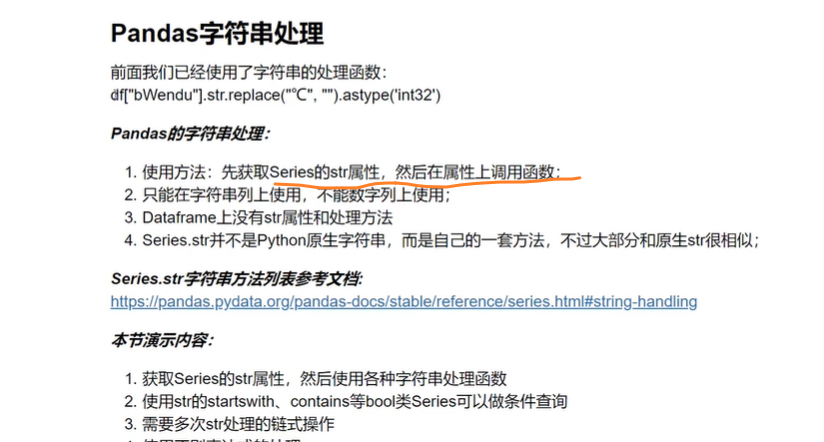 Pandas字符串处理
前面我们已经使用了字符串的处理函数：
df["bWendu"].str.replace("℃", "").astype('int32')
Pandas的字符串处理：
1. 使用方法：先获取Series的str属性，然后在属性上调用函数；
2. 只能在字符串列上使用，不能数字列上使用；
3. Dataframe上没有str属性和处理方法
4. Series.str并不是Python原生字符串，而是自己的一套方法，不过大部分和原生str很相似；
Series.str字符串方法列表参考文档:
https://pandas.pydata.org/pandas-docs/stable/reference/series.html#string-handling
本节演示内容：
1. 获取Series的str属性，然后使用各种字符串处理函数
2. 使用str的startswith、contains等bool类Series可以做条件查询
3. 需要多次str处理的链式操作